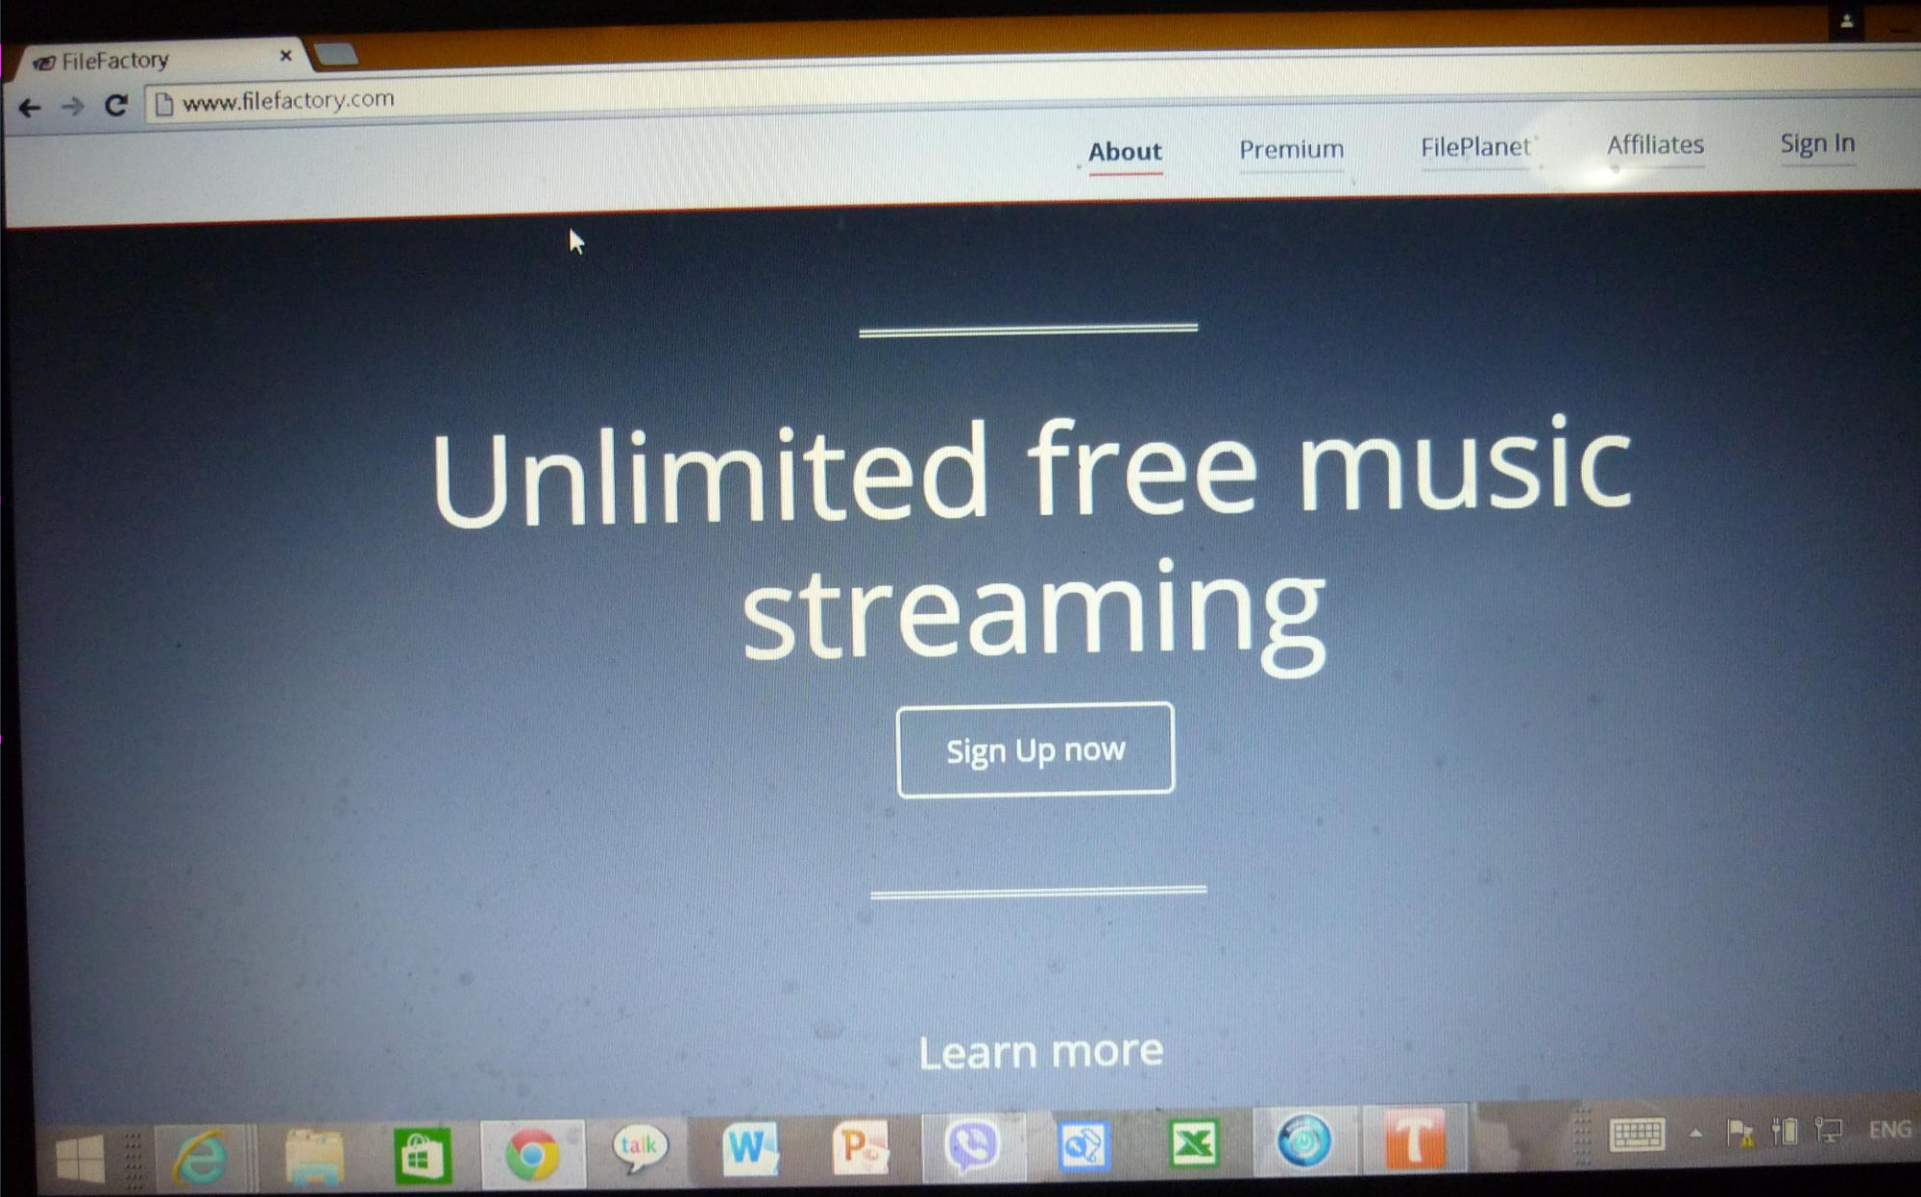 FileFactory
www.filefactory.com
About Premium FilePlanet Affiliates Sign In
Unlimited free music
streaming
Sign Up now
Learn more
talk
W
P
T
ENG